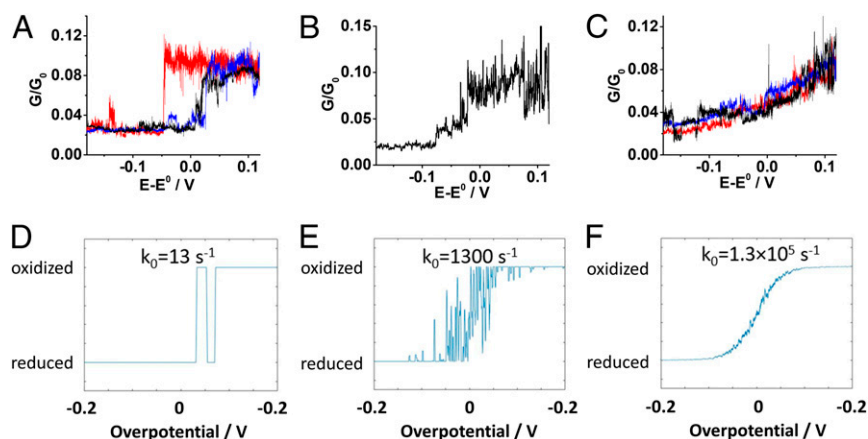 A
G/G0
0.12
0.08
0.04
0.00
-0.1 0.0 0.1
E-E⁰ / V
B
G/G0
0.15
0.10
0.05
0.00
-0.1 0.0 0.1
E-E⁰ / V
C
G/G0
0.12
0.08
0.04
0.00
-0.1 0.0 0.1
E-E⁰ / V
D
k₀=13 s⁻¹
oxidized
reduced
-0.2 0 -0.2
Overpotential / V
E
k₀=1300 s⁻¹
oxidized
reduced
-0.2 0 -0.2
Overpotential / V
F
k₀=1.3×10⁵ s⁻¹
oxidized
reduced
-0.2 0 -0.2
Overpotential / V